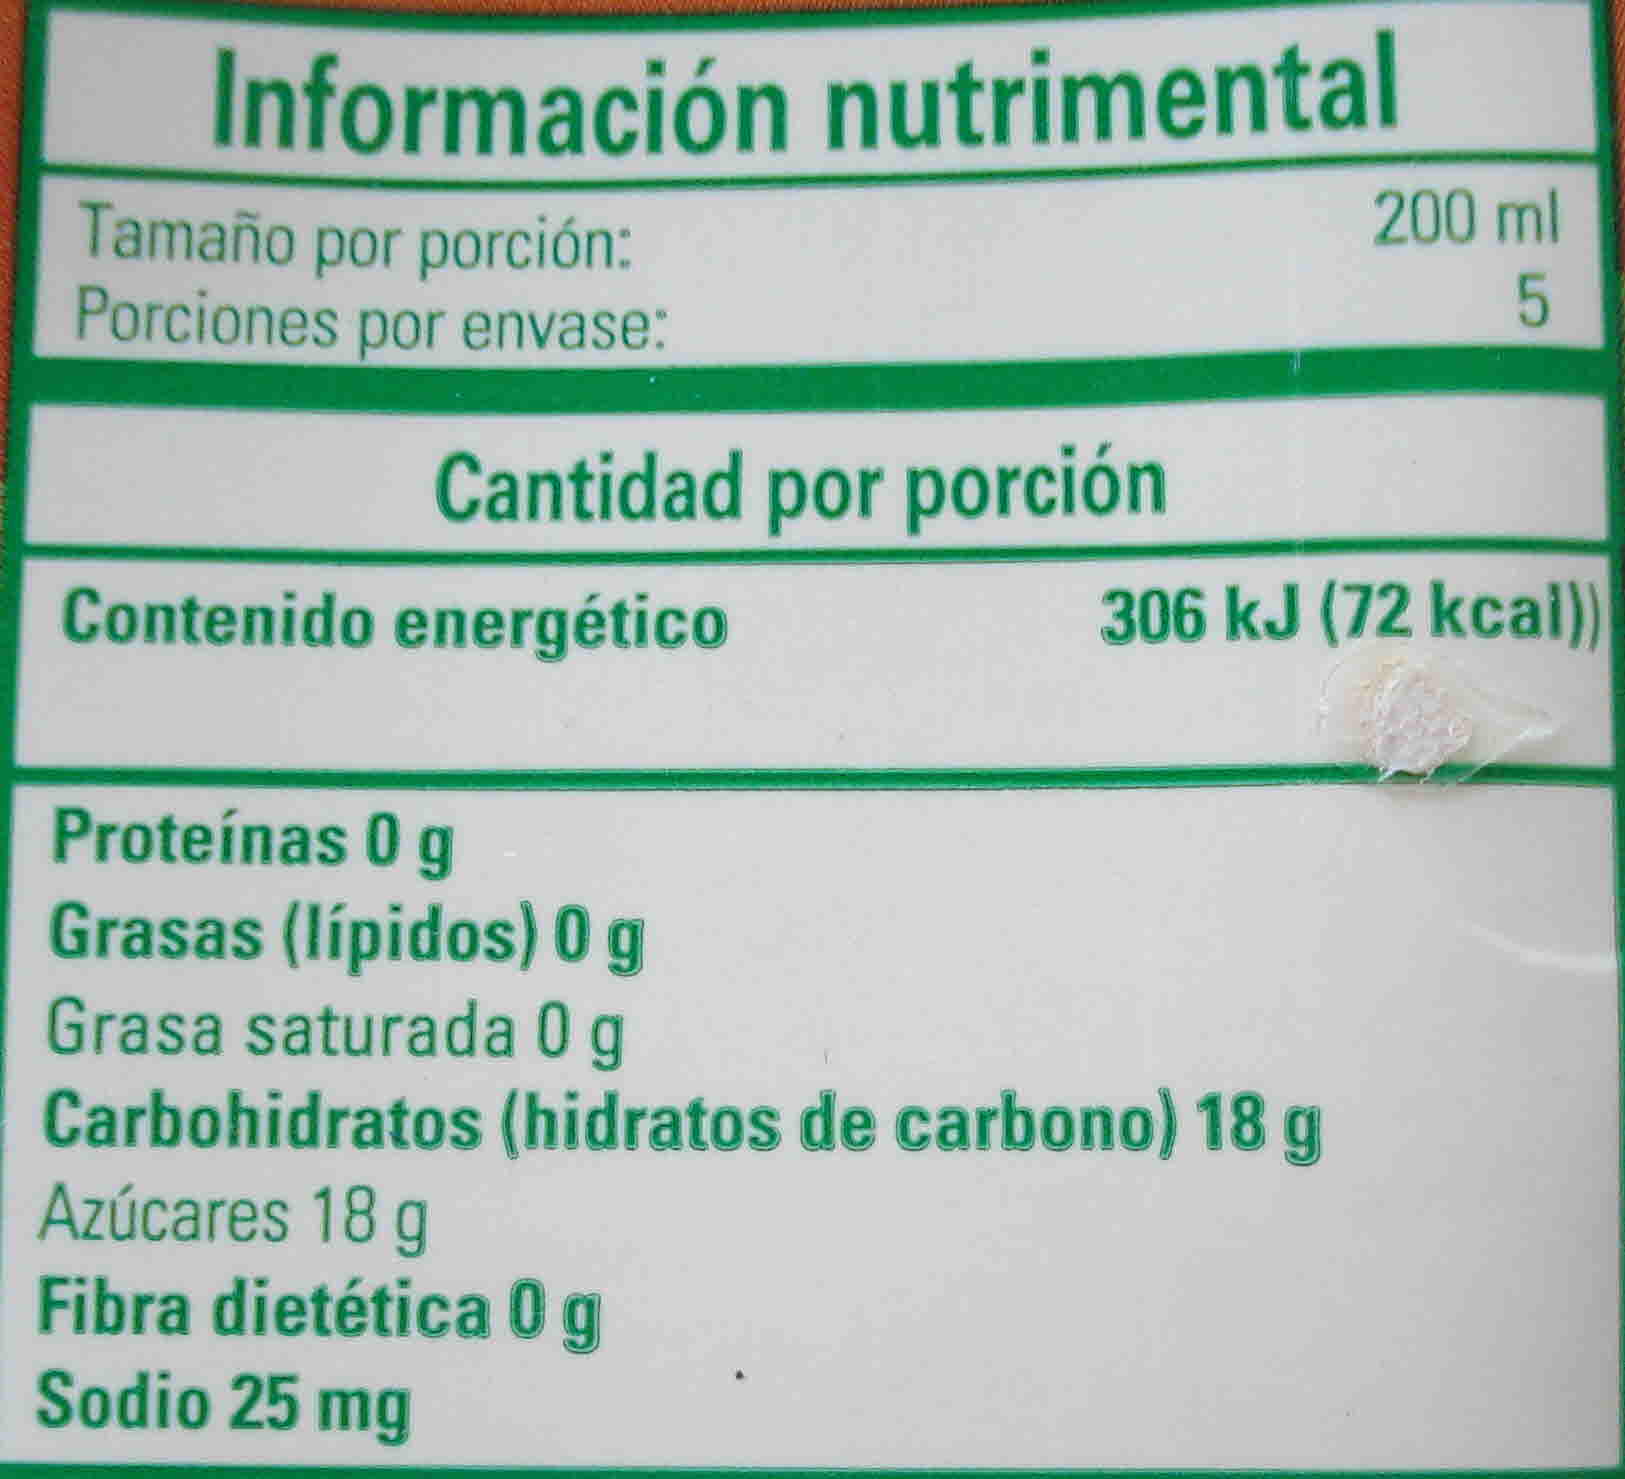 Información nutrimental
Tamaño por porción: 200 ml
Porciones por envase: 5
Cantidad por porción
Contenido energético 306 kJ (72 kcal))
Proteínas 0 g
Grasas (lípidos) 0 g
Grasa saturada 0 g
Carbohidratos (hidratos de carbono) 18 g
Azúcares 18 g
Fibra dietética 0 g
Sodio 25 mg